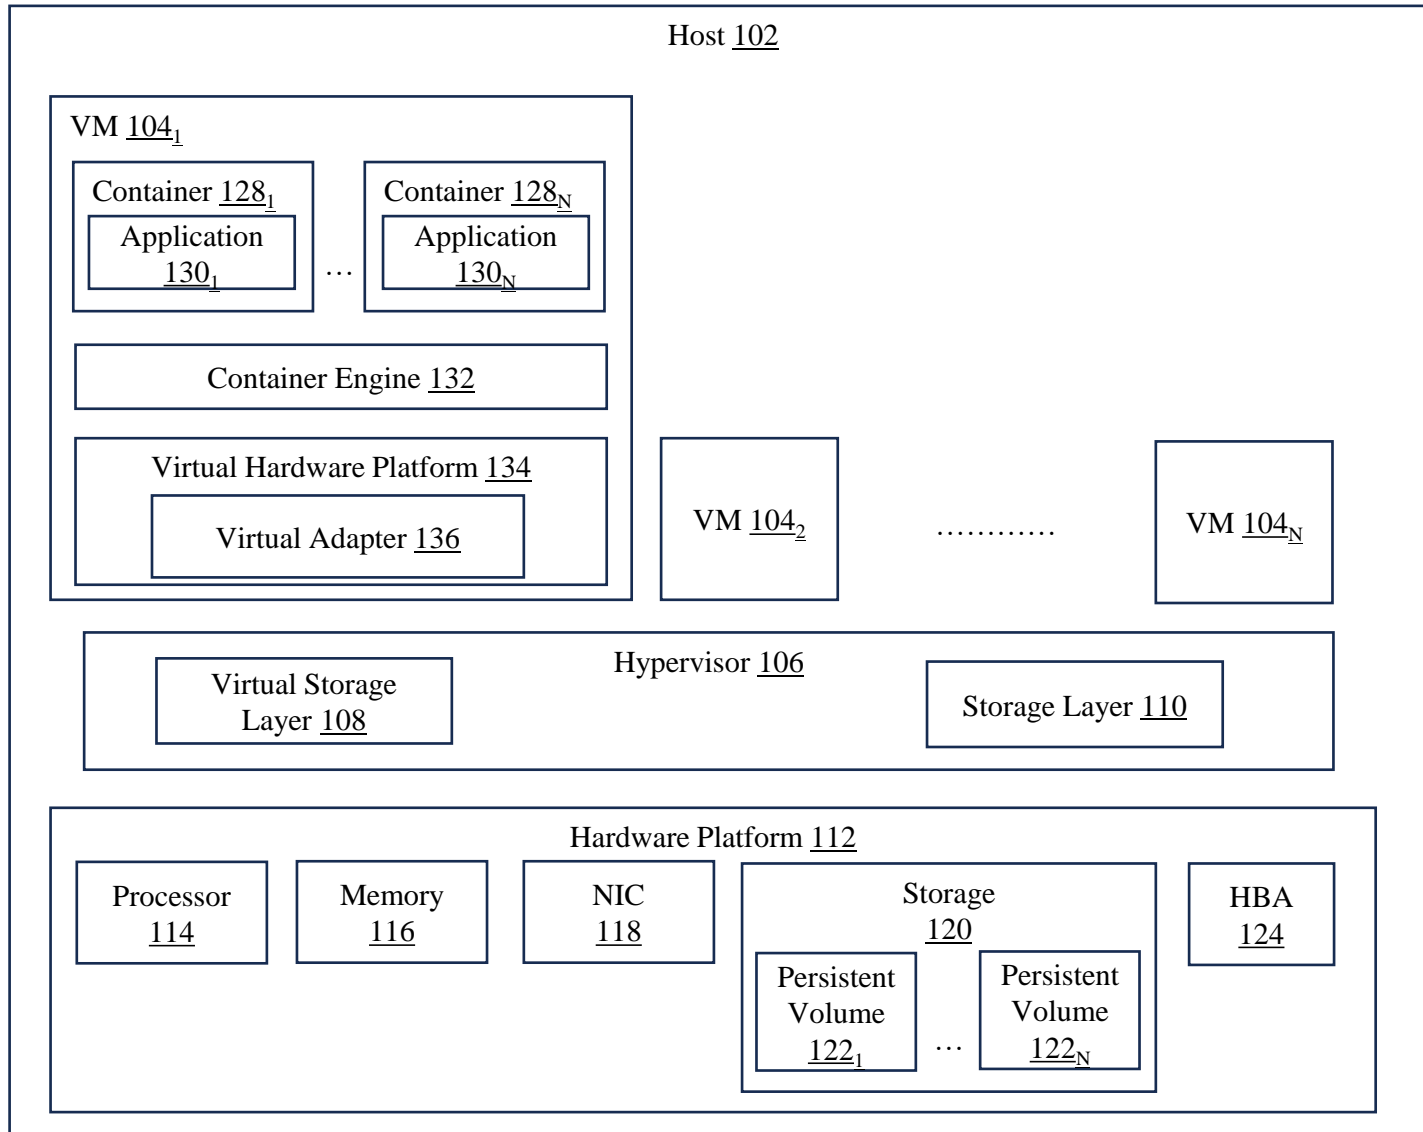 Host 102
VM 104₁
Container 128₁
Application
130₁
...
Container 128N
Application
130N
Container Engine 132
Virtual Hardware Platform 134
Virtual Adapter 136
VM 104₂
............
VM 104N
Hypervisor 106
Virtual Storage
Layer 108
Storage Layer 110
Hardware Platform 112
Processor
114
Memory
116
NIC
118
Storage
120
Persistent
Volume
122₁
...
Persistent
Volume
122N
HBA
124